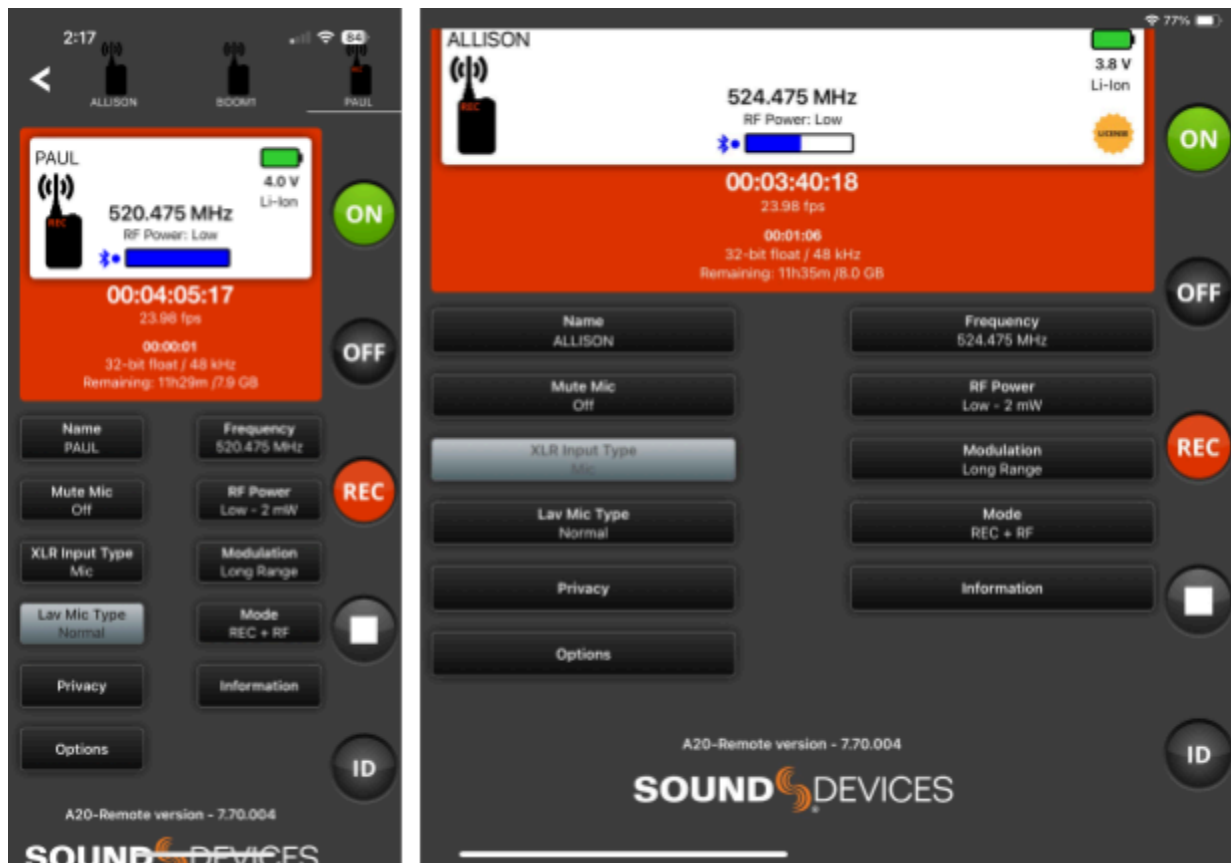 2:17
84
ALLISON
BOOM1
REC
PAUL
PAUL
4.0 V
Li-Ion
REC
520.475 MHz
RF Power: Low
00:04:05:17
23.98 fps
00:00:01
32-bit float / 48 kHz
Remaining: 11h29m /7.9 GB
ON
OFF
REC
ID
Name
PAUL
Frequency
520.475 MHz
Mute Mic
Off
RF Power
Low - 2 mW
XLR Input Type
Mic
Modulation
Long Range
Lav Mic Type
Normal
Mode
REC + RF
Privacy
Information
Options
A20-Remote version - 7.70.004
SOUND DEVICES
77%
ALLISON
3.8 V
Li-Ion
REC
524.475 MHz
RF Power: Low
LICENSE
00:03:40:18
23.98 fps
00:01:06
32-bit float / 48 kHz
Remaining: 11h35m /8.0 GB
ON
OFF
REC
ID
Name
ALLISON
Frequency
524.475 MHz
Mute Mic
Off
RF Power
Low - 2 mW
XLR Input Type
Mic
Modulation
Long Range
Lav Mic Type
Normal
Mode
REC + RF
Privacy
Information
Options
A20-Remote version - 7.70.004
SOUND DEVICES